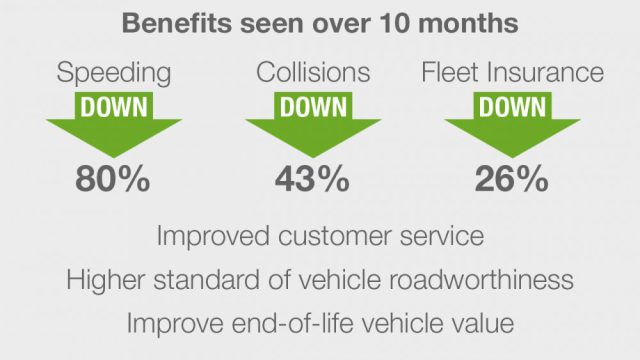 Benefits seen over 10 months
Speeding Collisions Fleet Insurance
DOWN DOWN DOWN
80% 43% 26%
Improved customer service
Higher standard of vehicle roadworthiness
Improve end-of-life vehicle value